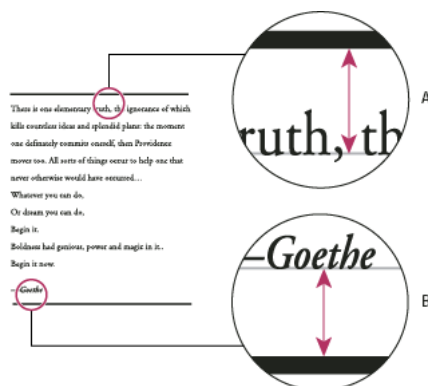 There is one elementary truth, the ignorance of which
kills countless ideas and splendid plans: the moment
one definately commits oneself, then Providence
moves too. All sorts of things occur to help one that
never otherwise would have occurred…
Whatever you can do,
Or dream you can do,
Begin it.
Boldness had genious, power and magic in it..
Begin it now.
–Goethe
ruth, th
A
–Goethe
B